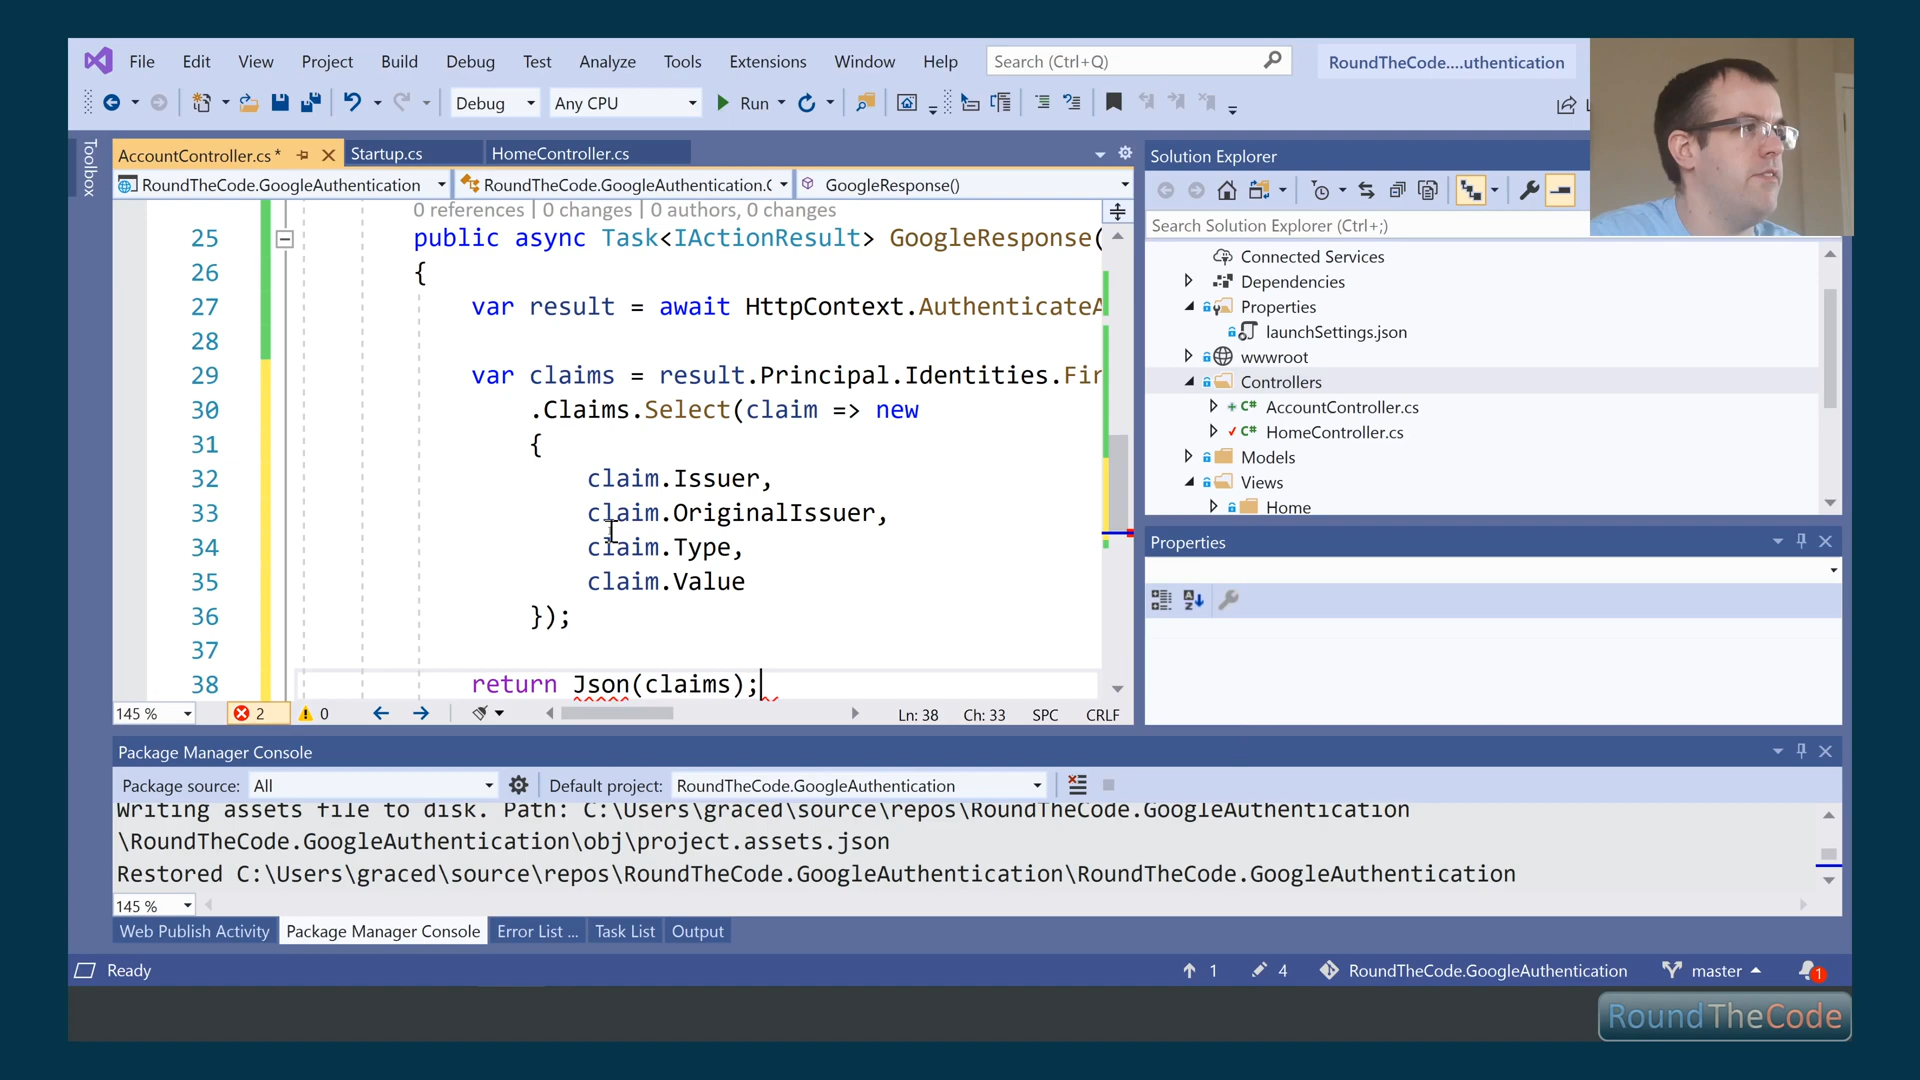 File Edit View Project Build Debug Test Analyze Tools Extensions Window Help Search (Ctrl+Q) RoundTheCode....uthentication
Debug Any CPU Run
Toolbox
AccountController.cs * Startup.cs HomeController.cs
RoundTheCode.GoogleAuthentication RoundTheCode.GoogleAuthentication.C GoogleResponse()
0 references | 0 changes | 0 authors, 0 changes
25 public async Task<IActionResult> GoogleResponse(
26 {
27 var result = await HttpContext.AuthenticateA
28
29 var claims = result.Principal.Identities.Fir
30 .Claims.Select(claim => new
31 {
32 claim.Issuer,
33 claim.OriginalIssuer,
34 claim.Type,
35 claim.Value
36 });
37
38 return Json(claims);
145 % 2 0 Ln: 38 Ch: 33 SPC CRLF
Solution Explorer
Search Solution Explorer (Ctrl+;)
Connected Services
Dependencies
Properties
launchSettings.json
wwwroot
Controllers
C# AccountController.cs
C# HomeController.cs
Models
Views
Home
Properties
Package Manager Console
Package source: All Default project: RoundTheCode.GoogleAuthentication
Writing assets file to disk. Path: C:\Users\graced\source\repos\RoundTheCode.GoogleAuthentication
\RoundTheCode.GoogleAuthentication\obj\project.assets.json
Restored C:\Users\graced\source\repos\RoundTheCode.GoogleAuthentication\RoundTheCode.GoogleAuthentication
145 %
Web Publish Activity Package Manager Console Error List ... Task List Output
Ready 1 4 RoundTheCode.GoogleAuthentication master 1
RoundTheCode